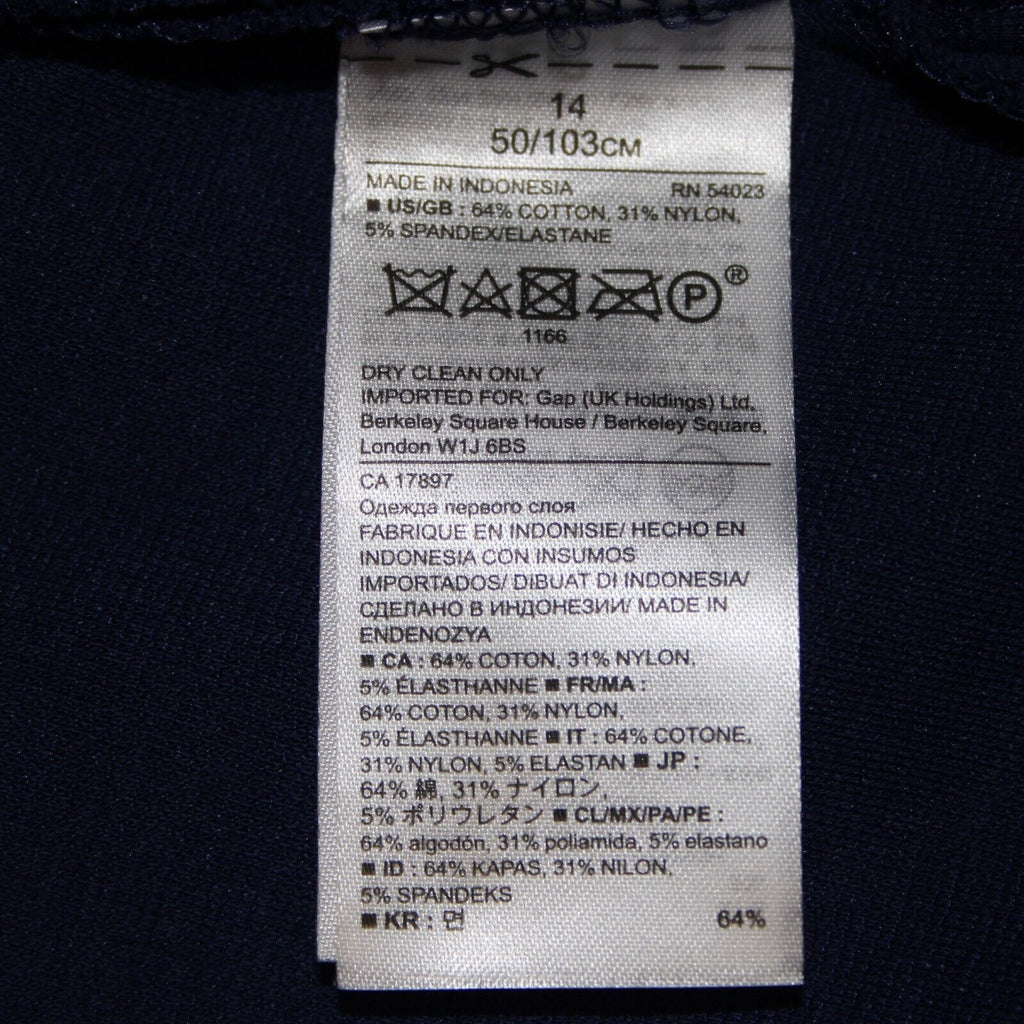 14
50/103CM
MADE IN INDONESIA RN 54023
■ US/GB : 64% COTTON, 31% NYLON,
5% SPANDEX/ELASTANE
P ®
1166
DRY CLEAN ONLY
IMPORTED FOR: Gap (UK Holdings) Ltd,
Berkeley Square House / Berkeley Square,
London W1J 6BS
CA 17897
Одежда первого слоя
FABRIQUE EN INDONISIE/ HECHO EN
INDONESIA CON INSUMOS
IMPORTADOS/ DIBUAT DI INDONESIA/
СДЕЛАНО В ИНДОНЕЗИИ/ MADE IN
ENDENOZYA
■ CA : 64% COTON, 31% NYLON,
5% ÉLASTHANNE ■ FR/MA :
64% COTON, 31% NYLON,
5% ÉLASTHANNE ■ IT : 64% COTONE,
31% NYLON, 5% ELASTAN ■ JP :
64% 綿, 31% ナイロン,
5% ポリウレタン ■ CL/MX/PA/PE :
64% algodón, 31% poliamida, 5% elastano
■ ID : 64% KAPAS, 31% NILON,
5% SPANDEKS
■ KR : 면 64%